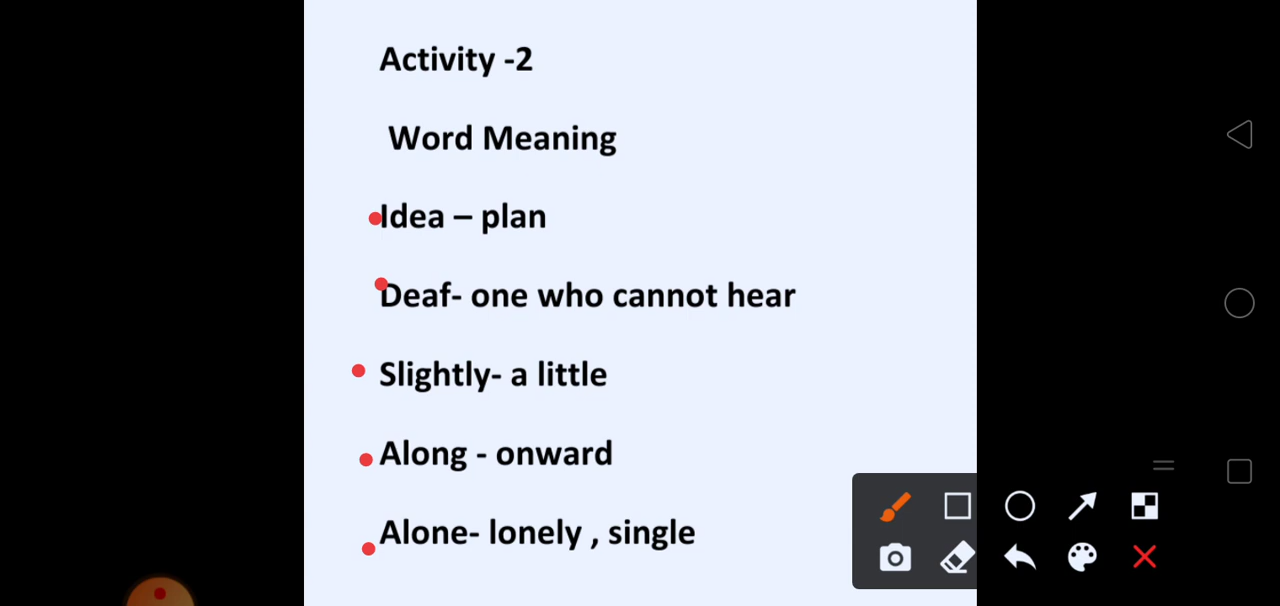 Activity -2
Word Meaning
Idea – plan
Deaf- one who cannot hear
Slightly- a little
Along - onward
Alone- lonely , single